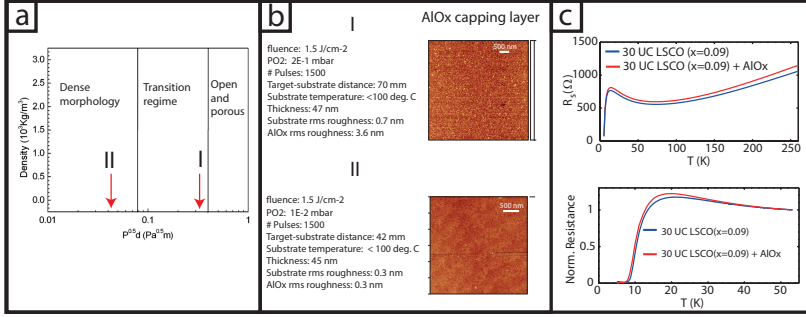 a
3.0
2.5
2.0
1.5
1.0
0.5
0.0
Density (10³Kg/m³)
Dense
morphology
Transition
regime
Open
and
porous
II
I
0.01
0.1
1
P⁰·⁵d (Pa⁰·⁵m)
b
I
AlOx capping layer
fluence: 1.5 J/cm-2
PO2: 2E-1 mbar
# Pulses: 1500
Target-substrate distance: 70 mm
Substrate temperature: <100 deg. C
Thickness: 47 nm
Substrate rms roughness: 0.7 nm
AlOx rms roughness: 3.6 nm
500 nm
II
fluence: 1.5 J/cm-2
PO2: 1E-2 mbar
# Pulses: 1500
Target-substrate distance: 42 mm
Substrate temperature: < 100 deg. C
Thickness: 45 nm
Substrate rms roughness: 0.3 nm
AlOx rms roughness: 0.3 nm
500 nm
c
1500
1000
500
0
Rs(Ω)
30 UC LSCO (x=0.09)
30 UC LSCO (x=0.09) + AlOx
0
50
100
150
200
250
T (K)
1
0.5
0
Norm. Resistance
30 UC LSCO(x=0.09)
30 UC LSCO(x=0.09) + AlOx
0
10
20
30
40
50
T (K)